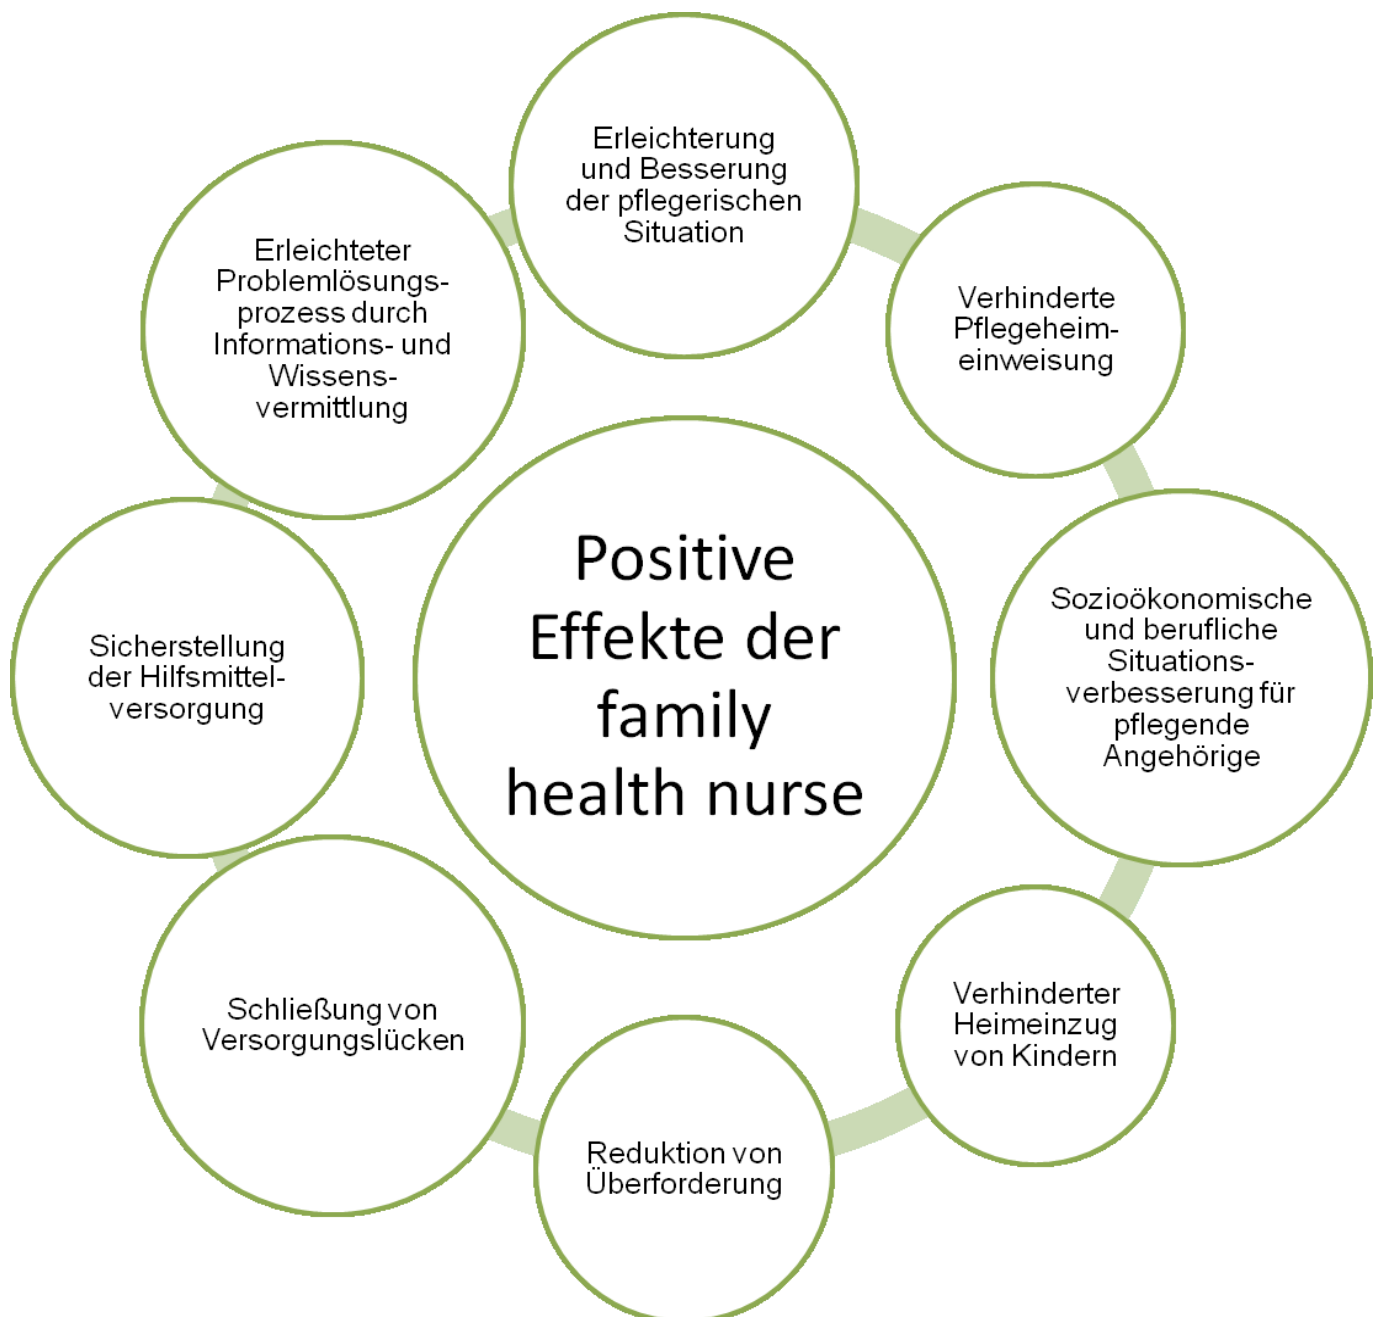 Erleichterung
und Besserung
der pflegerischen
Situation
Verhinderte
Pflegeheim-
einweisung
Sozioökonomische
und berufliche
Situations-
verbesserung für
pflegende
Angehörige
Verhinderter
Heimeinzug
von Kindern
Reduktion von
Überforderung
Schließung von
Versorgungslücken
Sicherstellung
der Hilfsmittel-
versorgung
Erleichteter
Problemlösungs-
prozess durch
Informations- und
Wissens-
vermittlung
Positive
Effekte der
family
health nurse